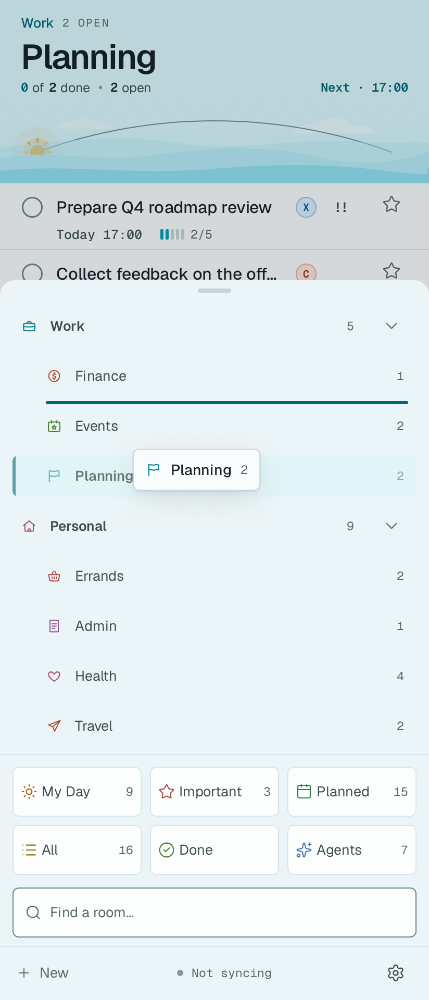 Work 2 OPEN
Planning
0 of 2 done • 2 open Next · 17:00
Prepare Q4 roadmap review X !!
Today 17:00 2/5
Collect feedback on the off… C
Work 5
Finance 1
Events 2
Planning 2
Planning 2
Personal 9
Errands 2
Admin 1
Health 4
Travel 2
My Day 9 Important 3 Planned 15
All 16 Done Agents 7
Find a room…
+ New Not syncing